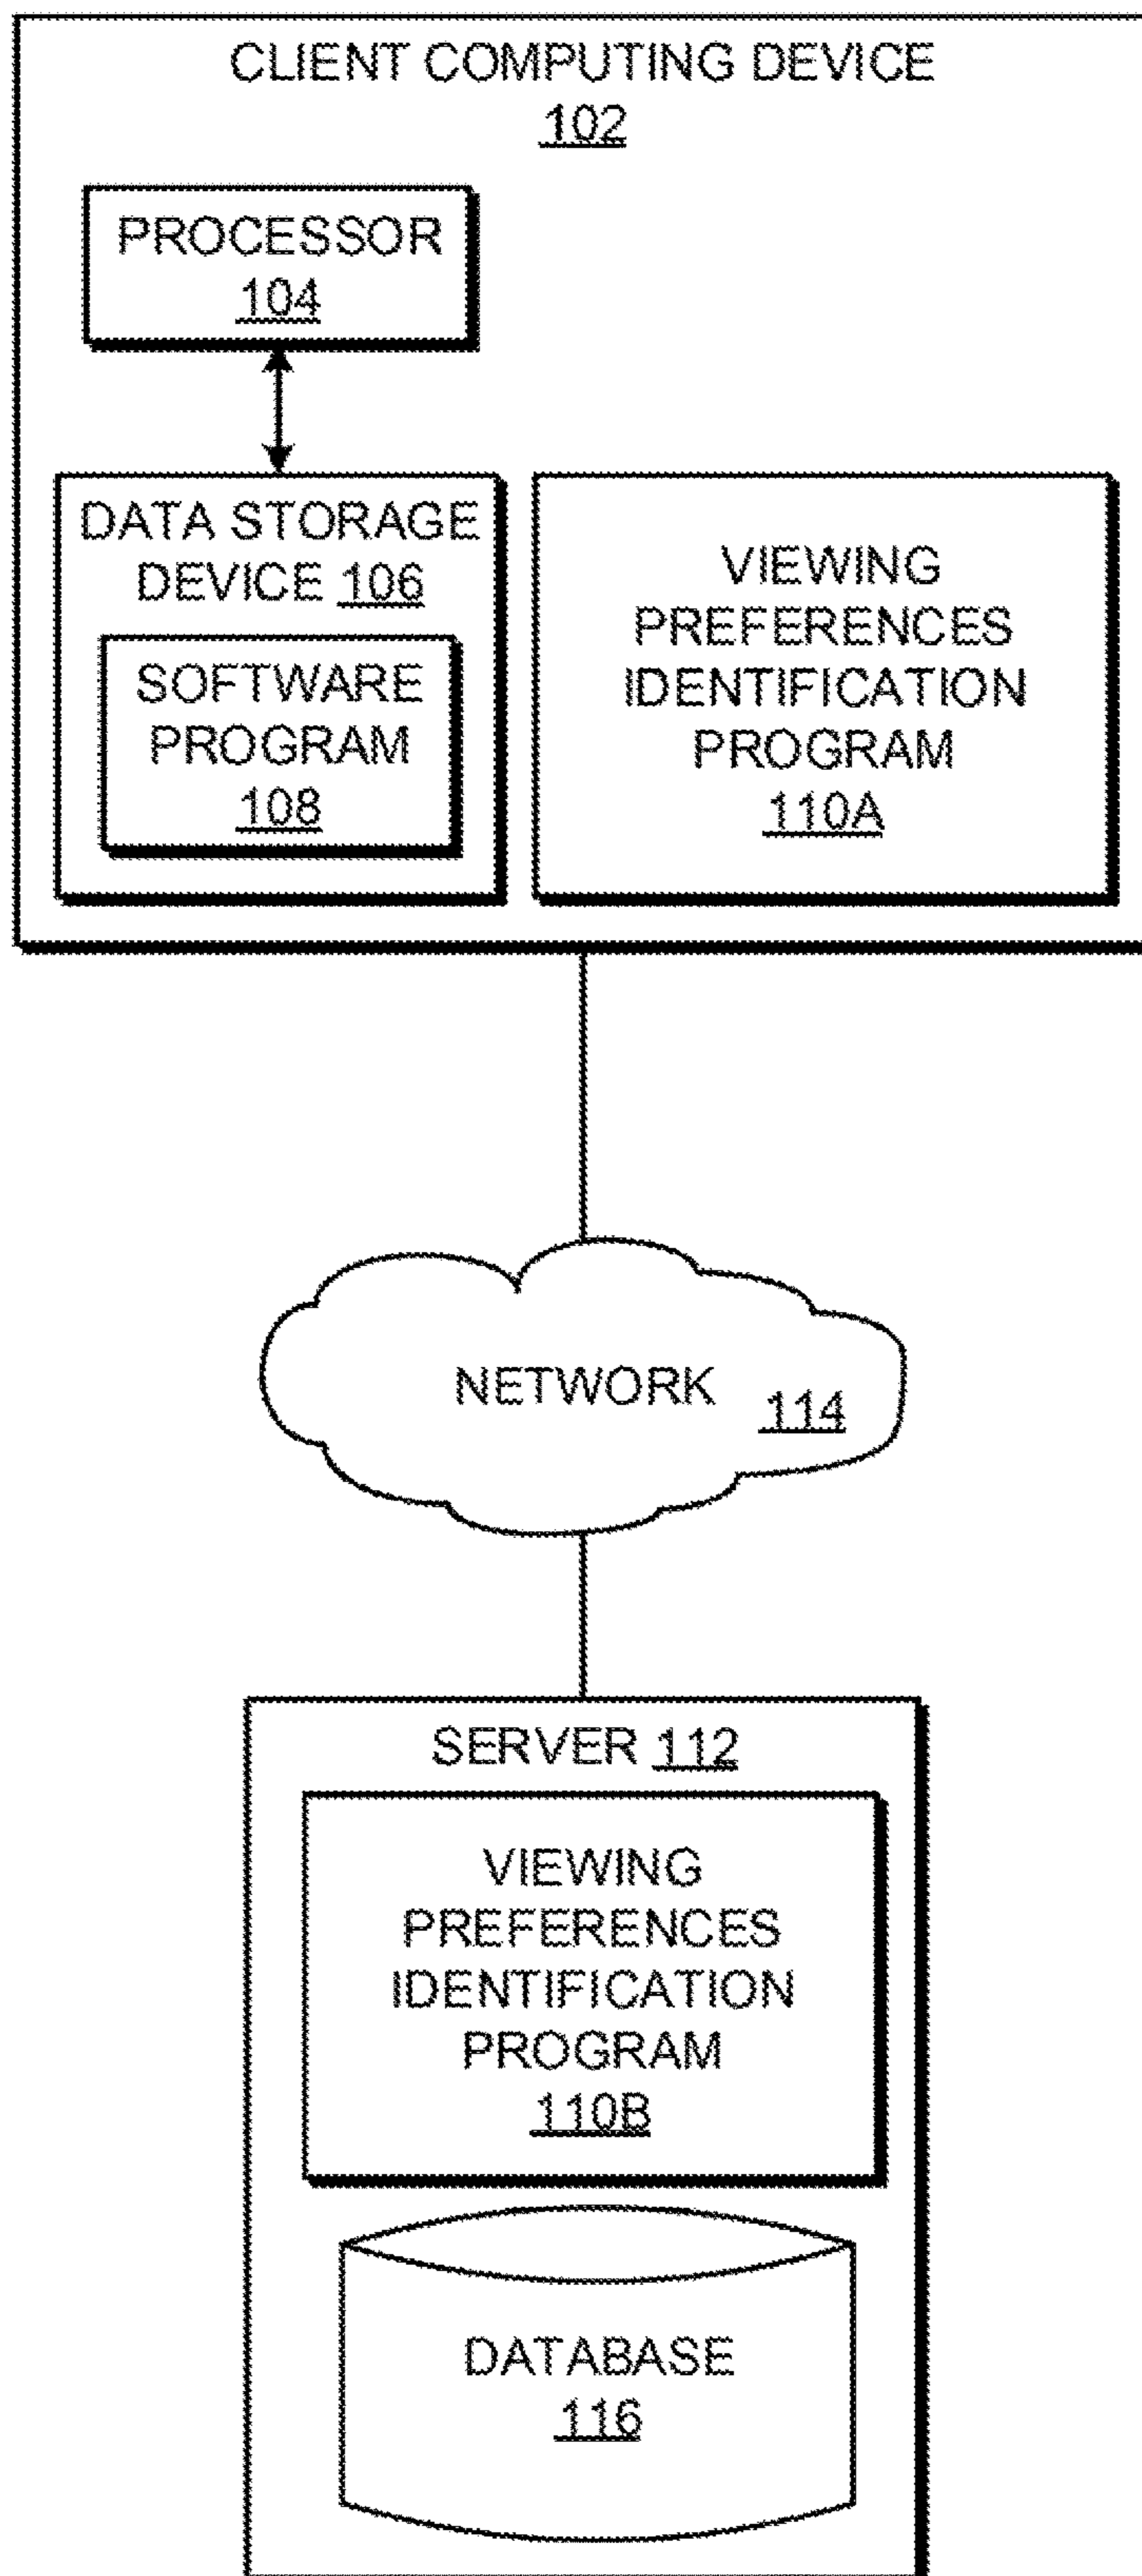 CLIENT COMPUTING DEVICE
102
PROCESSOR
104
DATA STORAGE
DEVICE 106
SOFTWARE
PROGRAM
108
VIEWING
PREFERENCES
IDENTIFICATION
PROGRAM
110A
NETWORK 114
SERVER 112
VIEWING
PREFERENCES
IDENTIFICATION
PROGRAM
110B
DATABASE
116